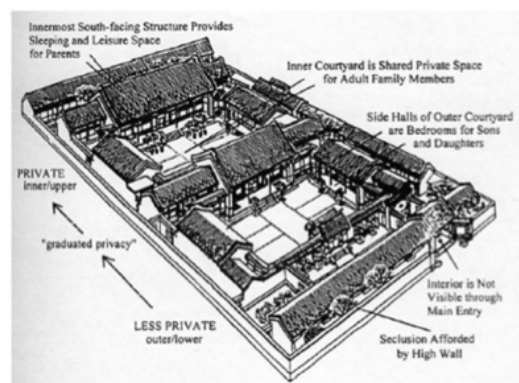 Innermost South-facing Structure Provides
Sleeping and Leisure Space
for Parents
Inner Courtyard is Shared Private Space
for Adult Family Members
Side Halls of Outer Courtyard
are Bedrooms for Sons
and Daughters
PRIVATE
inner/upper
"graduated privacy"
LESS PRIVATE
outer/lower
Interior is Not
Visible through
Main Entry
Seclusion Afforded
by High Wall